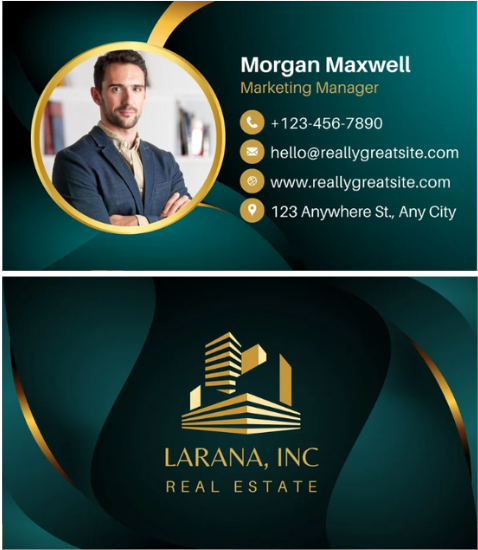 Morgan Maxwell
Marketing Manager
+123-456-7890
hello@reallygreatsite.com
www.reallygreatsite.com
123 Anywhere St., Any City
LARANA, INC
REAL ESTATE